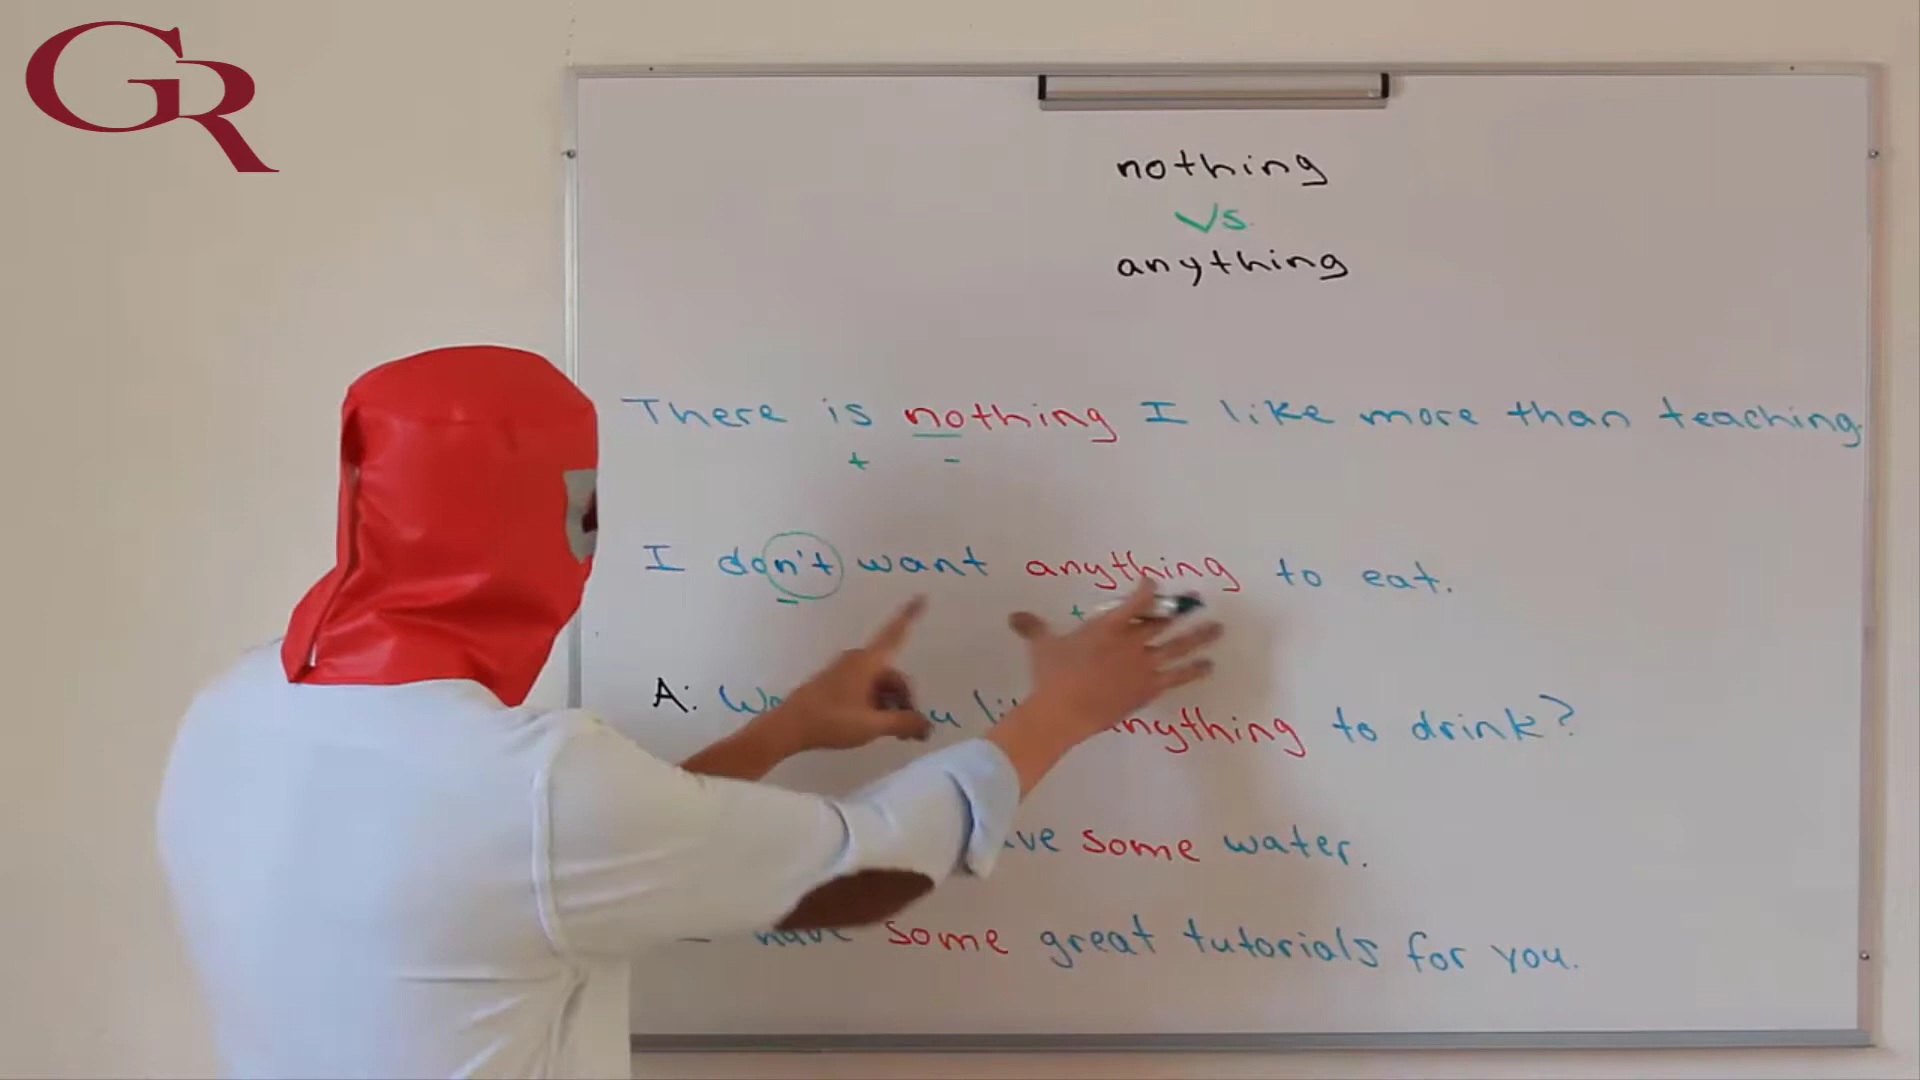 GR
nothing
vs.
anything
There is nothing I like more than teaching.
+ -
I don't want anything to eat.
- +
A: anything to drink?
some water.
have some great tutorials for you.